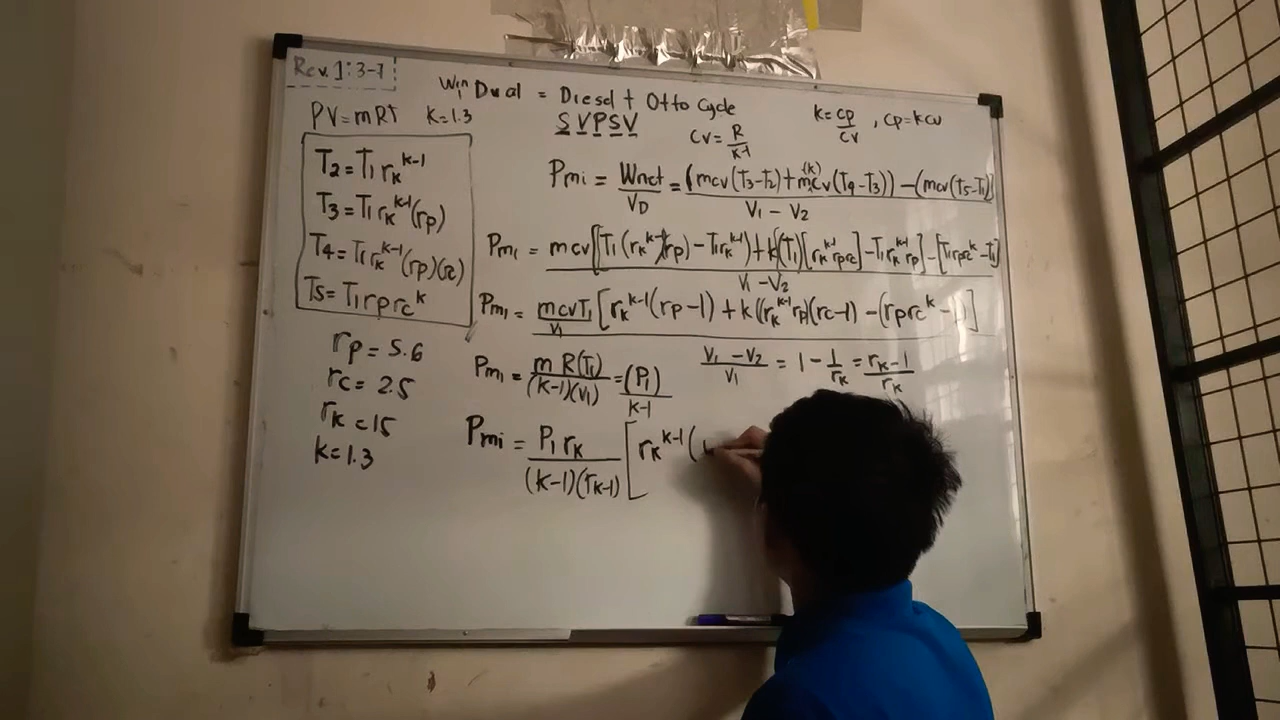 Rev. 1: 3-7
Win Dual = Diesel + Otto Cycle
S V P S V
PV = mRT k = 1.3
Cv = R/k-1
k = Cp/Cv , Cp = kCv
T2 = T1 rk^k-1
T3 = T1 rk^k-1 (rp)
T4 = T1 rk^k-1 (rp)(rc)
T5 = T1 rp rc^k
rp = 5.6
rc = 2.5
rk = 15
k = 1.3
Pmi = Wnet/VD = (mcv(T3-T2) + m(k)cv(T4-T3)) - (mcv(T5-T1)) / V1 - V2
Pmi = mcv[[T1(rk^k-1)(rp) - T1rk^k-1) + k[(T1)[rk^k-1 rprc] - T1rk^k-1 rp] - [T1rprc^k - T1] / V1 - V2
Pmi = mcvT1/V1 [rk^k-1(rp-1) + k((rk^k-1 rp)(rc-1) - (rprc^k - 1)]
Pmi = mR(T1)/(k-1)(V1) = (P1)/k-1
V1 - V2/V1 = 1 - 1/rk = rk-1/rk
Pmi = P1 rk/(k-1)(rk-1) [rk^k-1 (